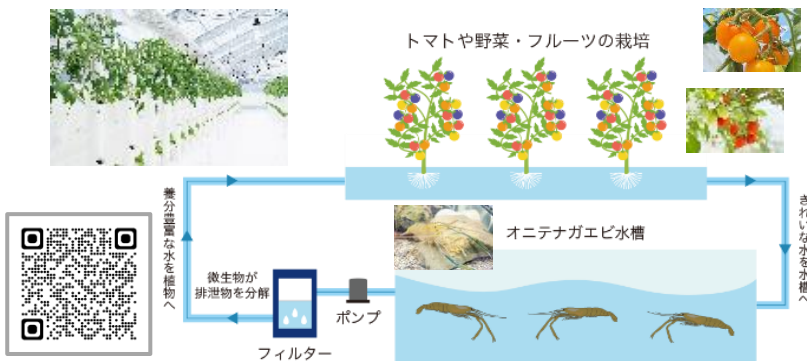 トマトや野菜・フルーツの栽培
養分豊富な水を植物へ
きれいな水を水槽へ
オニテナガエビ水槽
微生物が
排泄物を分解
ポンプ
フィルター